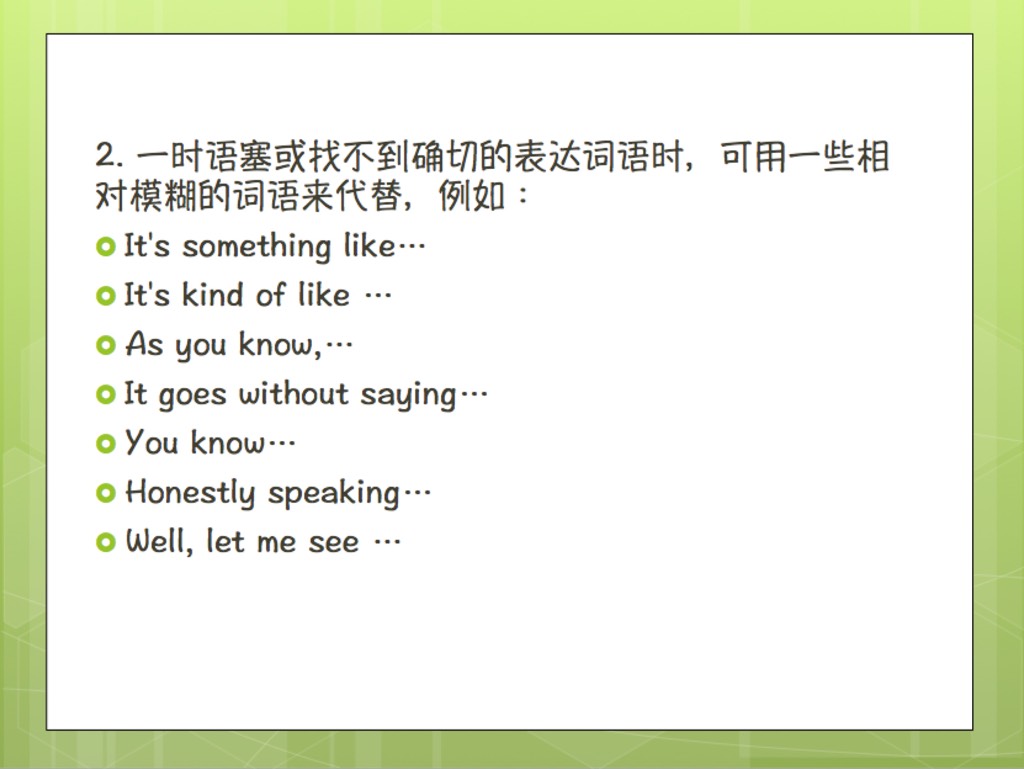 2. 一时语塞或找不到确切的表达词语时，可用一些相
对模糊的词语来代替，例如：
It's something like…
It's kind of like …
As you know,…
It goes without saying…
You know…
Honestly speaking…
Well, let me see …